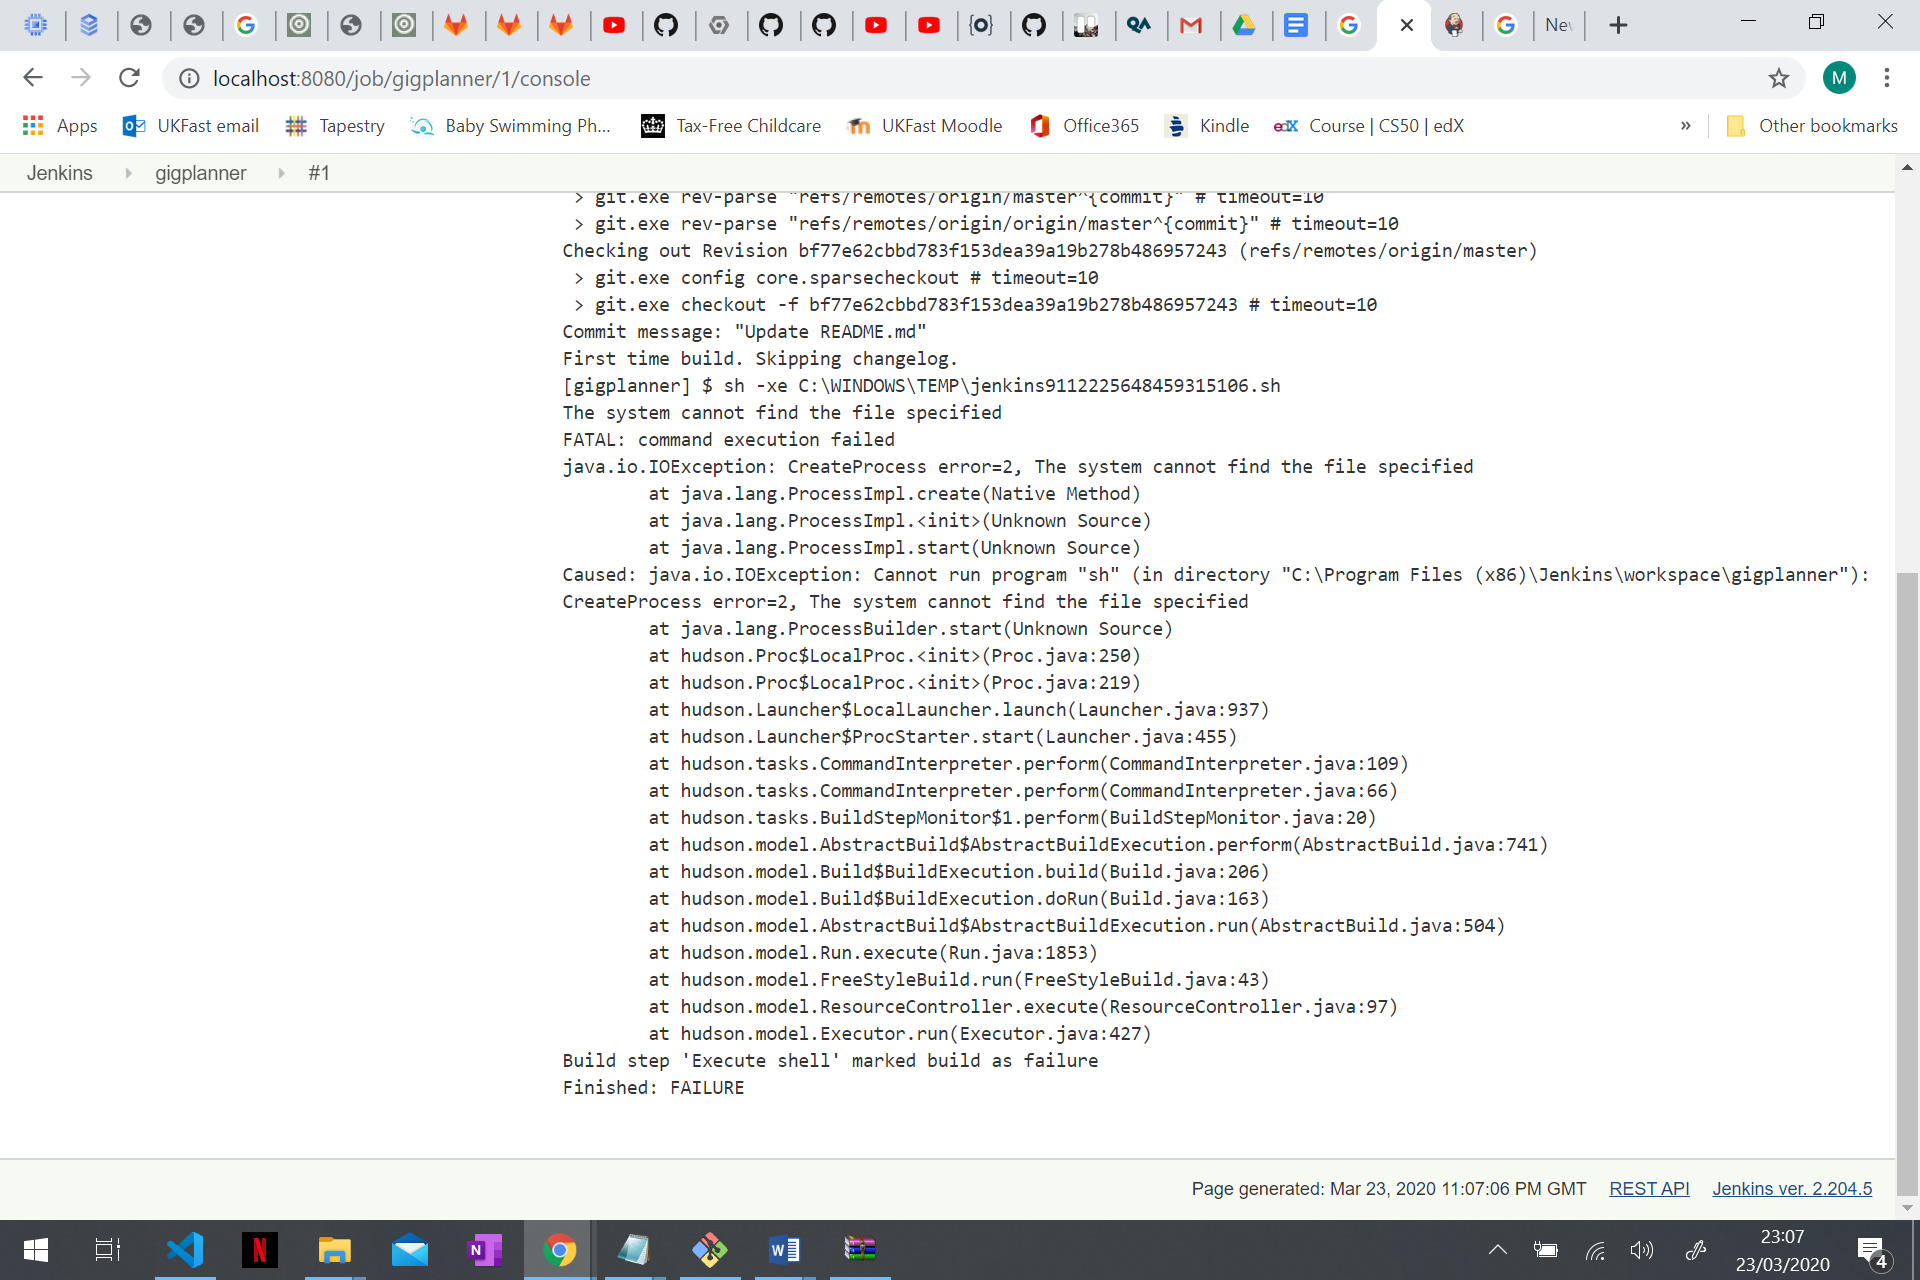 New
localhost:8080/job/gigplanner/1/console
M
Apps
UKFast email
Tapestry
Baby Swimming Ph...
Tax-Free Childcare
UKFast Moodle
Office365
Kindle
edX Course | CS50 | edX
»
Other bookmarks
Jenkins gigplanner #1
> git.exe rev-parse "refs/remotes/origin/master^{commit}" # timeout=10
> git.exe rev-parse "refs/remotes/origin/origin/master^{commit}" # timeout=10
Checking out Revision bf77e62cbbd783f153dea39a19b278b486957243 (refs/remotes/origin/master)
> git.exe config core.sparsecheckout # timeout=10
> git.exe checkout -f bf77e62cbbd783f153dea39a19b278b486957243 # timeout=10
Commit message: "Update README.md"
First time build. Skipping changelog.
[gigplanner] $ sh -xe C:\WINDOWS\TEMP\jenkins9112225648459315106.sh
The system cannot find the file specified
FATAL: command execution failed
java.io.IOException: CreateProcess error=2, The system cannot find the file specified
at java.lang.ProcessImpl.create(Native Method)
at java.lang.ProcessImpl.<init>(Unknown Source)
at java.lang.ProcessImpl.start(Unknown Source)
Caused: java.io.IOException: Cannot run program "sh" (in directory "C:\Program Files (x86)\Jenkins\workspace\gigplanner"):
CreateProcess error=2, The system cannot find the file specified
at java.lang.ProcessBuilder.start(Unknown Source)
at hudson.Proc$LocalProc.<init>(Proc.java:250)
at hudson.Proc$LocalProc.<init>(Proc.java:219)
at hudson.Launcher$LocalLauncher.launch(Launcher.java:937)
at hudson.Launcher$ProcStarter.start(Launcher.java:455)
at hudson.tasks.CommandInterpreter.perform(CommandInterpreter.java:109)
at hudson.tasks.CommandInterpreter.perform(CommandInterpreter.java:66)
at hudson.tasks.BuildStepMonitor$1.perform(BuildStepMonitor.java:20)
at hudson.model.AbstractBuild$AbstractBuildExecution.perform(AbstractBuild.java:741)
at hudson.model.Build$BuildExecution.build(Build.java:206)
at hudson.model.Build$BuildExecution.doRun(Build.java:163)
at hudson.model.AbstractBuild$AbstractBuildExecution.run(AbstractBuild.java:504)
at hudson.model.Run.execute(Run.java:1853)
at hudson.model.FreeStyleBuild.run(FreeStyleBuild.java:43)
at hudson.model.ResourceController.execute(ResourceController.java:97)
at hudson.model.Executor.run(Executor.java:427)
Build step 'Execute shell' marked build as failure
Finished: FAILURE
Page generated: Mar 23, 2020 11:07:06 PM GMT REST API Jenkins ver. 2.204.5
23:07
23/03/2020
4